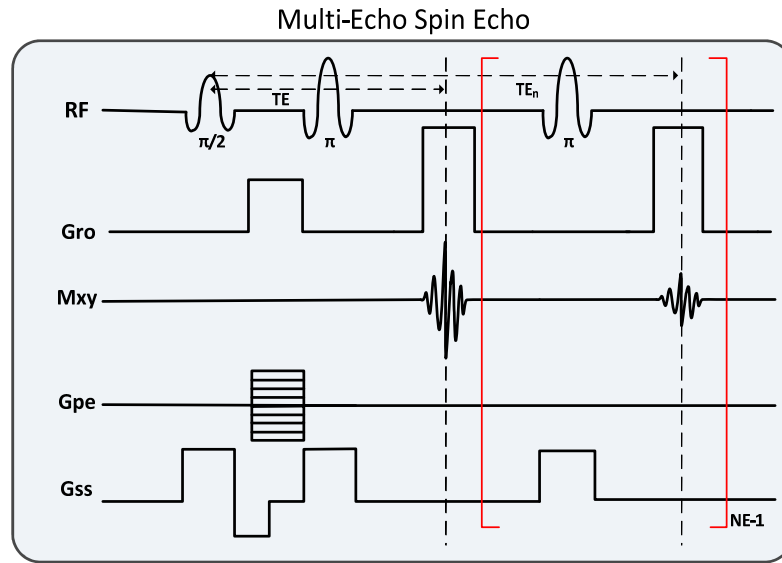 Multi-Echo Spin Echo
RF
TE
TEₙ
π/2
π
π
Gro
Mxy
Gpe
Gss
NE-1